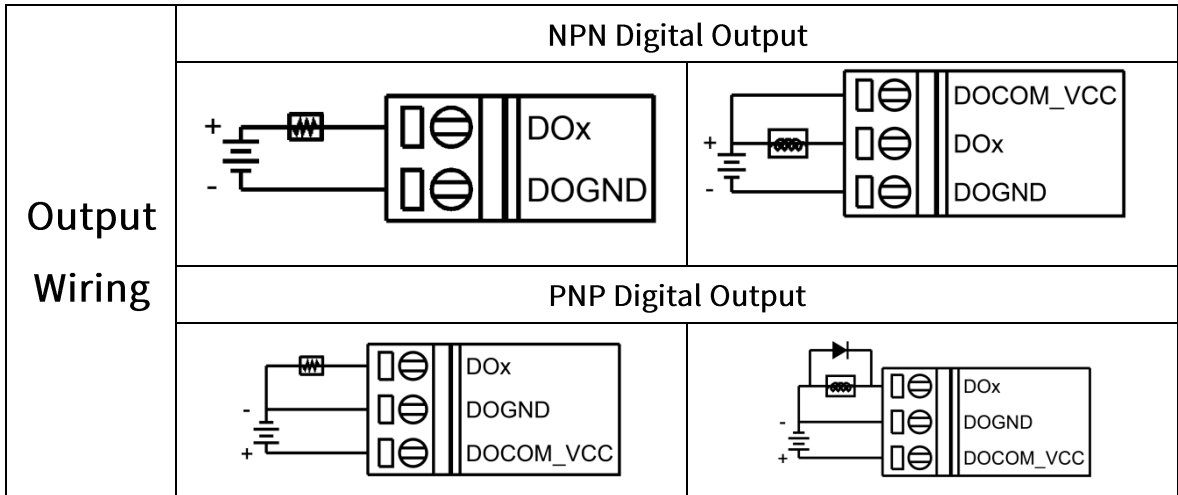 Output
Wiring
NPN Digital Output
+
-
DOx
DOGND
+
-
DOCOM_VCC
DOx
DOGND
PNP Digital Output
-
+
DOx
DOGND
DOCOM_VCC
-
+
DOx
DOGND
DOCOM_VCC